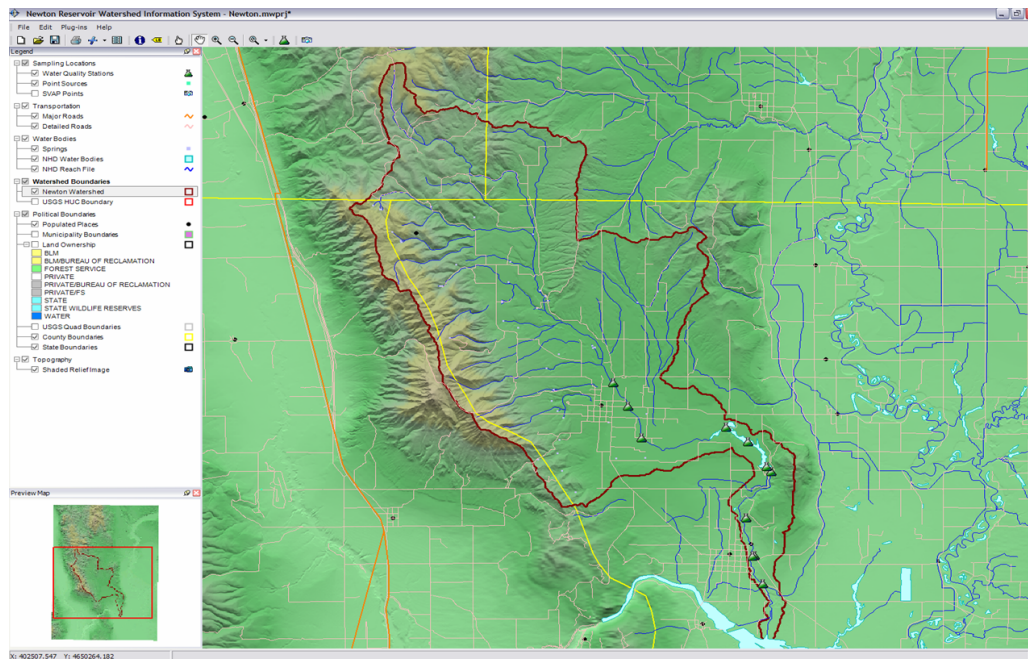 Newton Reservoir Watershed Information System - Newton.mwprj*
File Edit Plug-ins Help
Legend
Sampling Locations
Water Quality Stations
Point Sources
SVAP Points
Transportation
Major Roads
Detailed Roads
Water Bodies
Springs
NHD Water Bodies
NHD Reach File
Watershed Boundaries
Newton Watershed
USGS HUC Boundary
Political Boundaries
Populated Places
Municipality Boundaries
Land Ownership
BLM
BLM/BUREAU OF RECLAMATION
FOREST SERVICE
PRIVATE
PRIVATE/BUREAU OF RECLAMATION
PRIVATE/FS
STATE
STATE WILDLIFE RESERVES
WATER
USGS Quad Boundaries
County Boundaries
State Boundaries
Topography
Shaded Relief Image
Preview Map
X: 402507.547 Y: 4650264.182